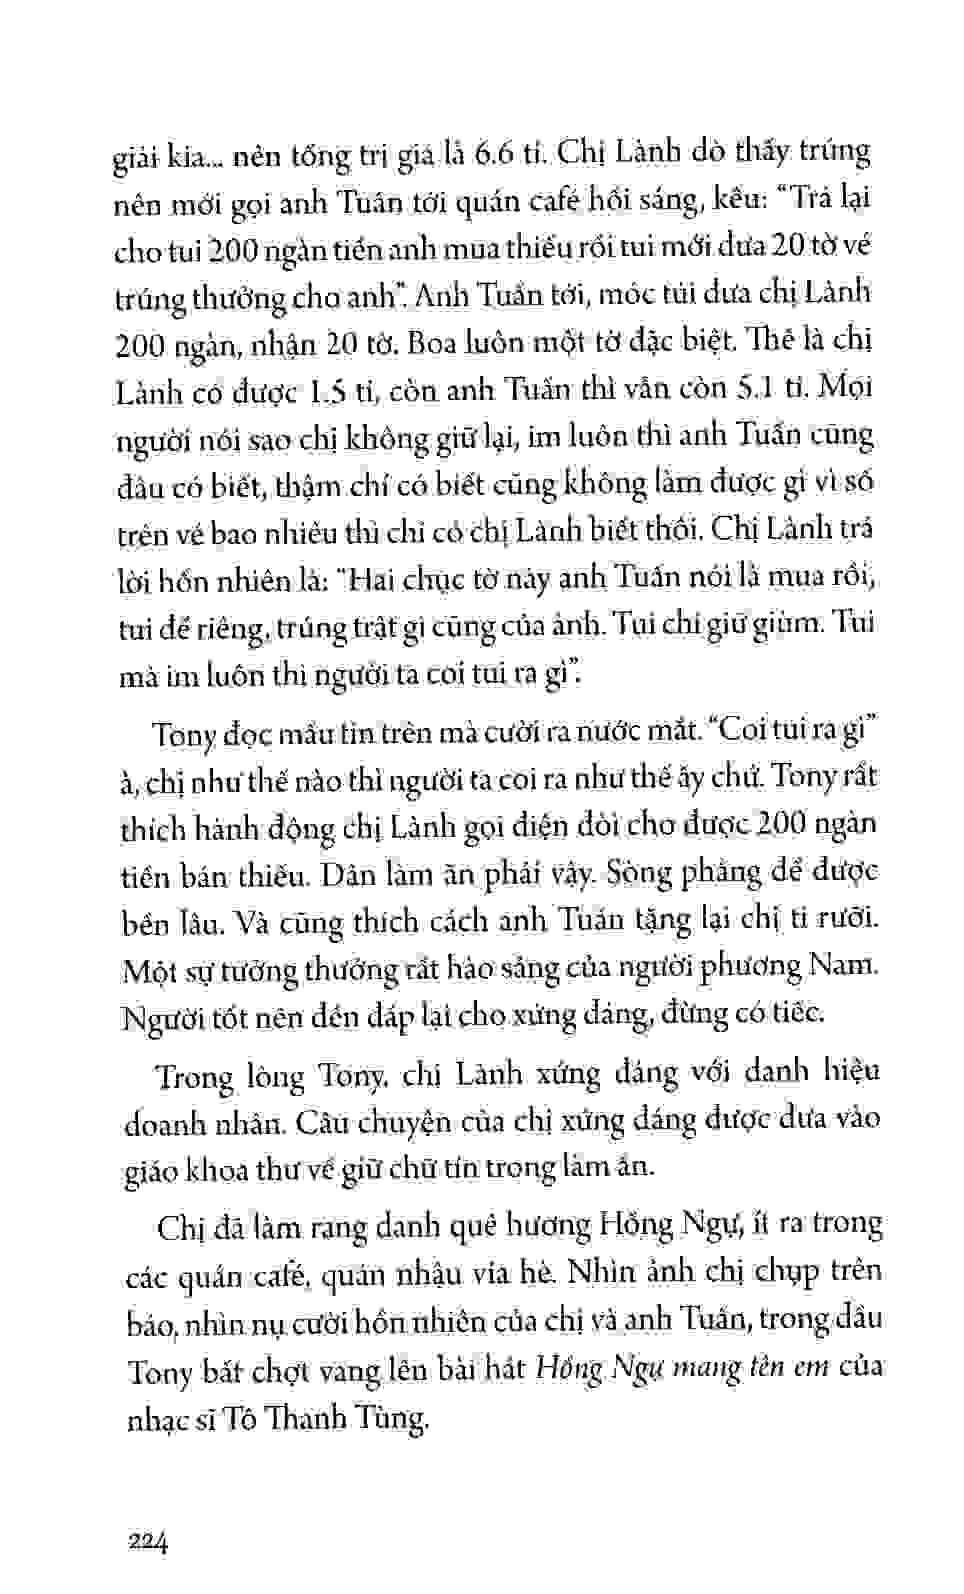 giải kia... nên tổng trị giá là 6.6 tỉ. Chị Lành dò thấy trúng
nên mới gọi anh Tuấn tới quán café hồi sáng, kêu: “Trả lại
cho tui 200 ngàn tiền anh mua thiếu rồi tui mới đưa 20 tờ vé
trúng thưởng cho anh”. Anh Tuấn tới, móc túi đưa chị Lành
200 ngàn, nhận 20 tờ. Boa luôn một tờ đặc biệt. Thế là chị
Lành có được 1.5 tỉ, còn anh Tuấn thì vẫn còn 5.1 tỉ. Mọi
người nói sao chị không giữ lại, im luôn thì anh Tuấn cũng
đâu có biết, thậm chí có biết cũng không làm được gì vì số
trên vé bao nhiêu thì chỉ có chị Lành biết thôi. Chị Lành trả
lời hồn nhiên là: “Hai chục tờ này anh Tuấn nói là mua rồi,
tui để riêng, trúng trật gì cũng của ảnh. Tui chỉ giữ giùm. Tui
mà im luôn thì người ta coi tui ra gì”.
Tony đọc mẩu tin trên mà cười ra nước mắt. “Coi tui ra gì”
à, chị như thế nào thì người ta coi ra như thế ấy chứ. Tony rất
thích hành động chị Lành gọi điện đòi cho được 200 ngàn
tiền bán thiếu. Dân làm ăn phải vậy. Sòng phẳng để được
bền lâu. Và cũng thích cách anh Tuấn tặng lại chị tỉ rưỡi.
Một sự tưởng thưởng rất hào sảng của người phương Nam.
Người tốt nên đền đáp lại cho xứng đáng, đừng có tiếc.
Trong lòng Tony, chị Lành xứng đáng với danh hiệu
doanh nhân. Câu chuyện của chị xứng đáng được đưa vào
giáo khoa thư về giữ chữ tín trong làm ăn.
Chị đã làm rạng danh quê hương Hồng Ngự, ít ra trong
các quán café, quán nhậu vỉa hè. Nhìn ảnh chị chụp trên
báo, nhìn nụ cười hồn nhiên của chị và anh Tuấn, trong đầu
Tony bất chợt vang lên bài hát Hồng Ngự mang tên em của
nhạc sĩ Tô Thanh Tùng.
224